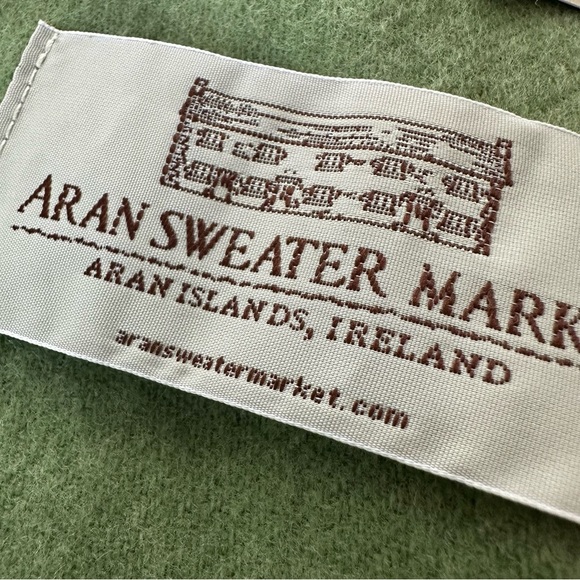 ARAN SWEATER MARK
ARAN ISLANDS, IRELAND
aransweatermarket.com